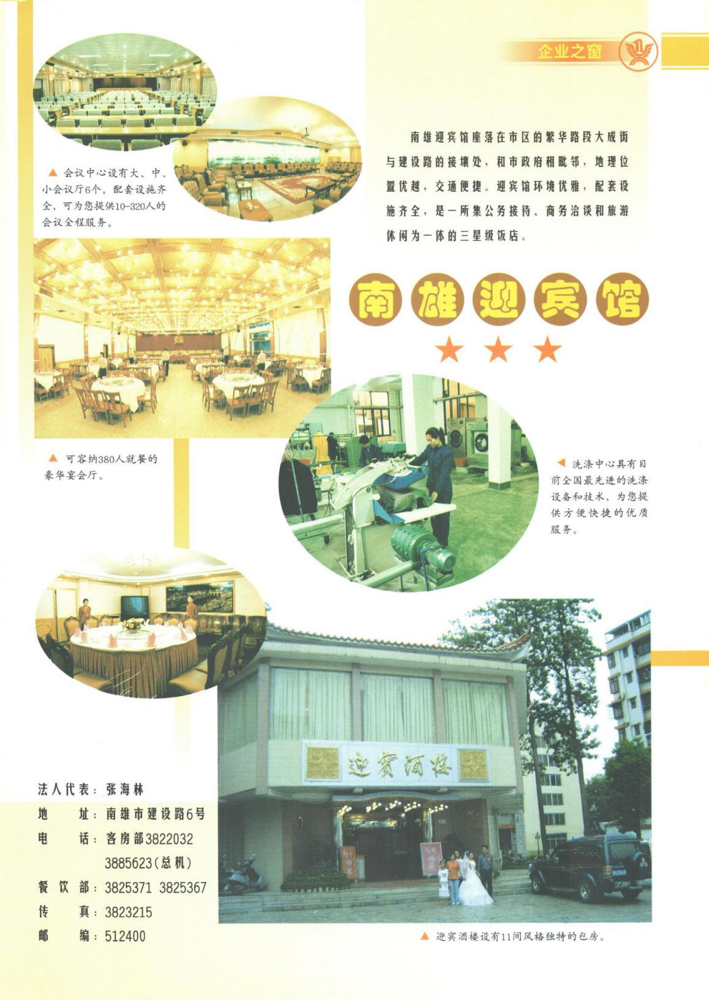 企业之窗
南雄迎宾馆座落在市区的繁华路段大成街
与建设路的接壤处，和市政府相毗邻，地理位
置优越，交通便捷。迎宾馆环境优雅，配套设
施齐全，是一所集公务接待、商务洽谈和旅游
休闲为一体的三星级饭店。
▲ 会议中心设有大、中、
小会议厅6个，配套设施齐
全，可为您提供10-320人的
会议全程服务。
南雄迎宾馆
★ ★ ★
▲ 可容纳380人就餐的
豪华宴会厅。
◀ 洗涤中心具有目
前全国最先进的洗涤
设备和技术，为您提
供方便快捷的优质
服务。
迎宾酒楼
法人代表：张海林
地址：南雄市建设路6号
电话：客房部3822032
3885623(总机)
餐饮部：3825371 3825367
传真：3823215
邮编：512400
▲ 迎宾酒楼设有11间风格独特的包房。